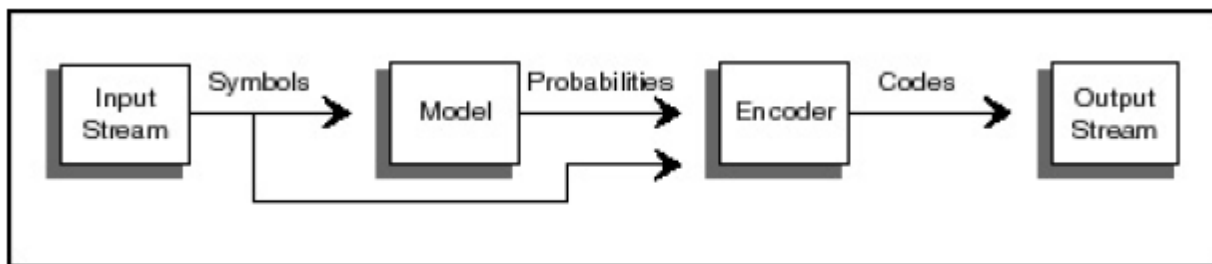 Input
Stream
Symbols
Model
Probabilities
Encoder
Codes
Output
Stream